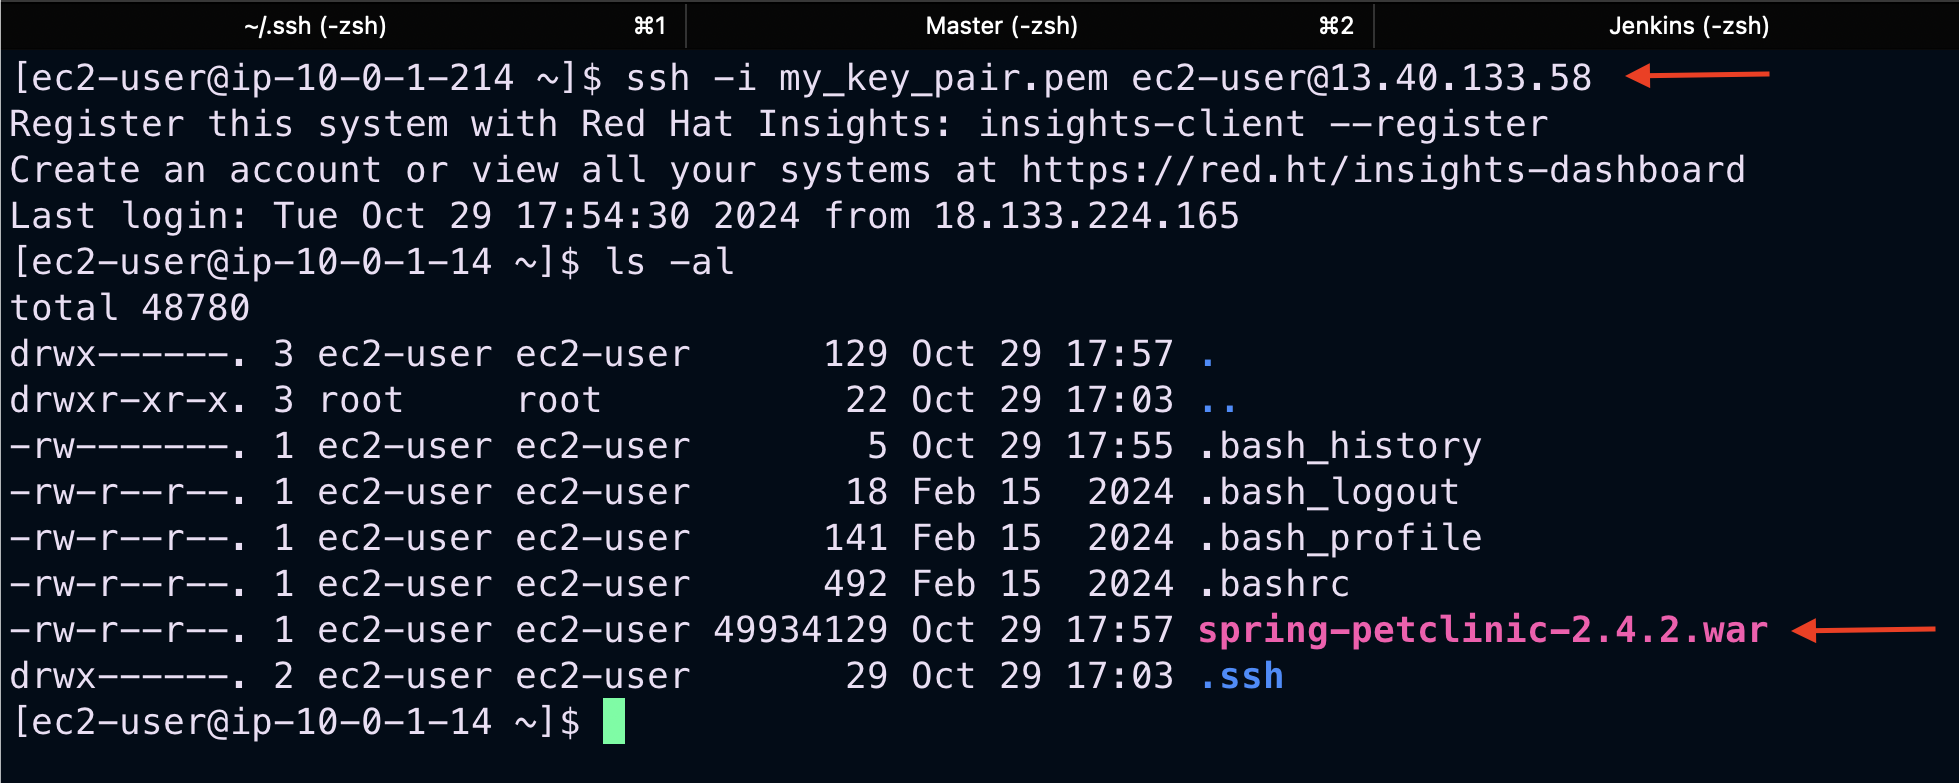 ~/.ssh (-zsh) ⌘1 Master (-zsh) ⌘2 Jenkins (-zsh)
[ec2-user@ip-10-0-1-214 ~]$ ssh -i my_key_pair.pem ec2-user@13.40.133.58
Register this system with Red Hat Insights: insights-client --register
Create an account or view all your systems at https://red.ht/insights-dashboard
Last login: Tue Oct 29 17:54:30 2024 from 18.133.224.165
[ec2-user@ip-10-0-1-14 ~]$ ls -al
total 48780
drwx------. 3 ec2-user ec2-user      129 Oct 29 17:57 .
drwxr-xr-x. 3 root     root           22 Oct 29 17:03 ..
-rw-------. 1 ec2-user ec2-user        5 Oct 29 17:55 .bash_history
-rw-r--r--. 1 ec2-user ec2-user       18 Feb 15  2024 .bash_logout
-rw-r--r--. 1 ec2-user ec2-user      141 Feb 15  2024 .bash_profile
-rw-r--r--. 1 ec2-user ec2-user      492 Feb 15  2024 .bashrc
-rw-r--r--. 1 ec2-user ec2-user 49934129 Oct 29 17:57 spring-petclinic-2.4.2.war
drwx------. 2 ec2-user ec2-user       29 Oct 29 17:03 .ssh
[ec2-user@ip-10-0-1-14 ~]$